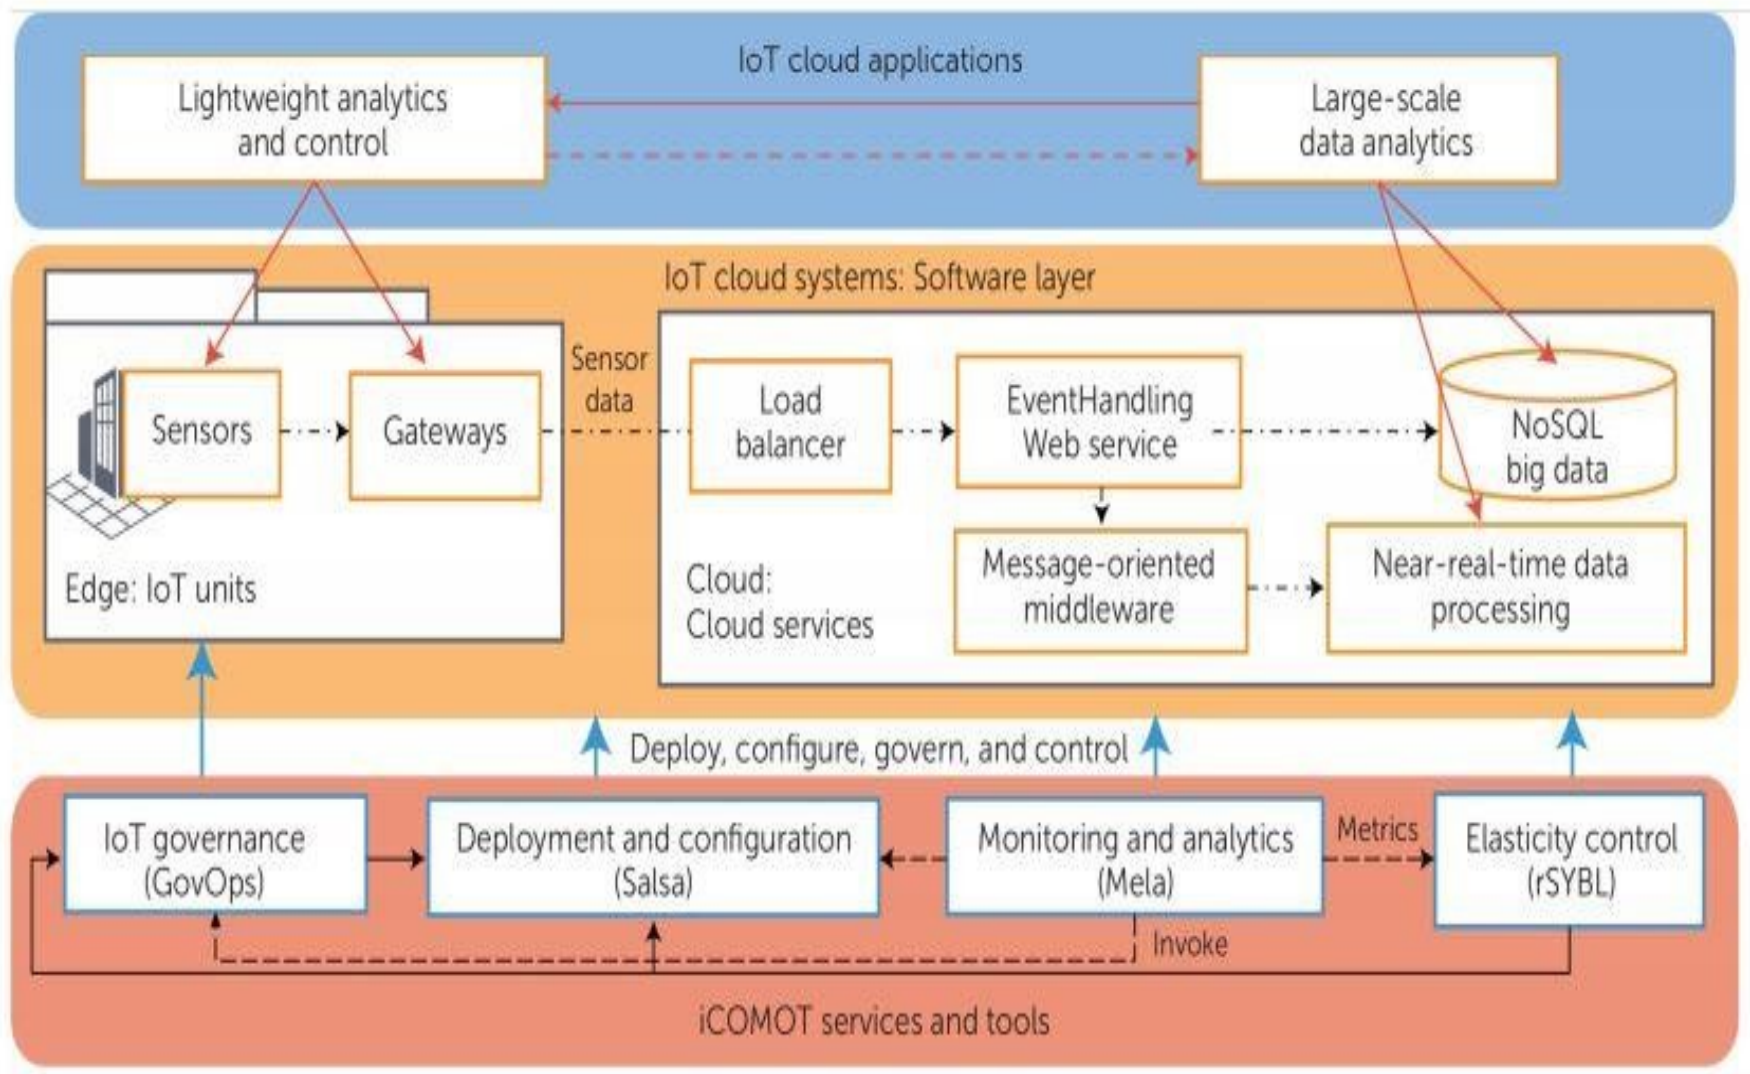 IoT cloud applications
Lightweight analytics
and control
Large-scale
data analytics
IoT cloud systems: Software layer
Sensors
Gateways
Edge: IoT units
Sensor
data
Load
balancer
EventHandling
Web service
NoSQL
big data
Message-oriented
middleware
Near-real-time data
processing
Cloud:
Cloud services
Deploy, configure, govern, and control
IoT governance
(GovOps)
Deployment and configuration
(Salsa)
Monitoring and analytics
(Mela)
Metrics
Elasticity control
(rSYBL)
Invoke
iCOMOT services and tools